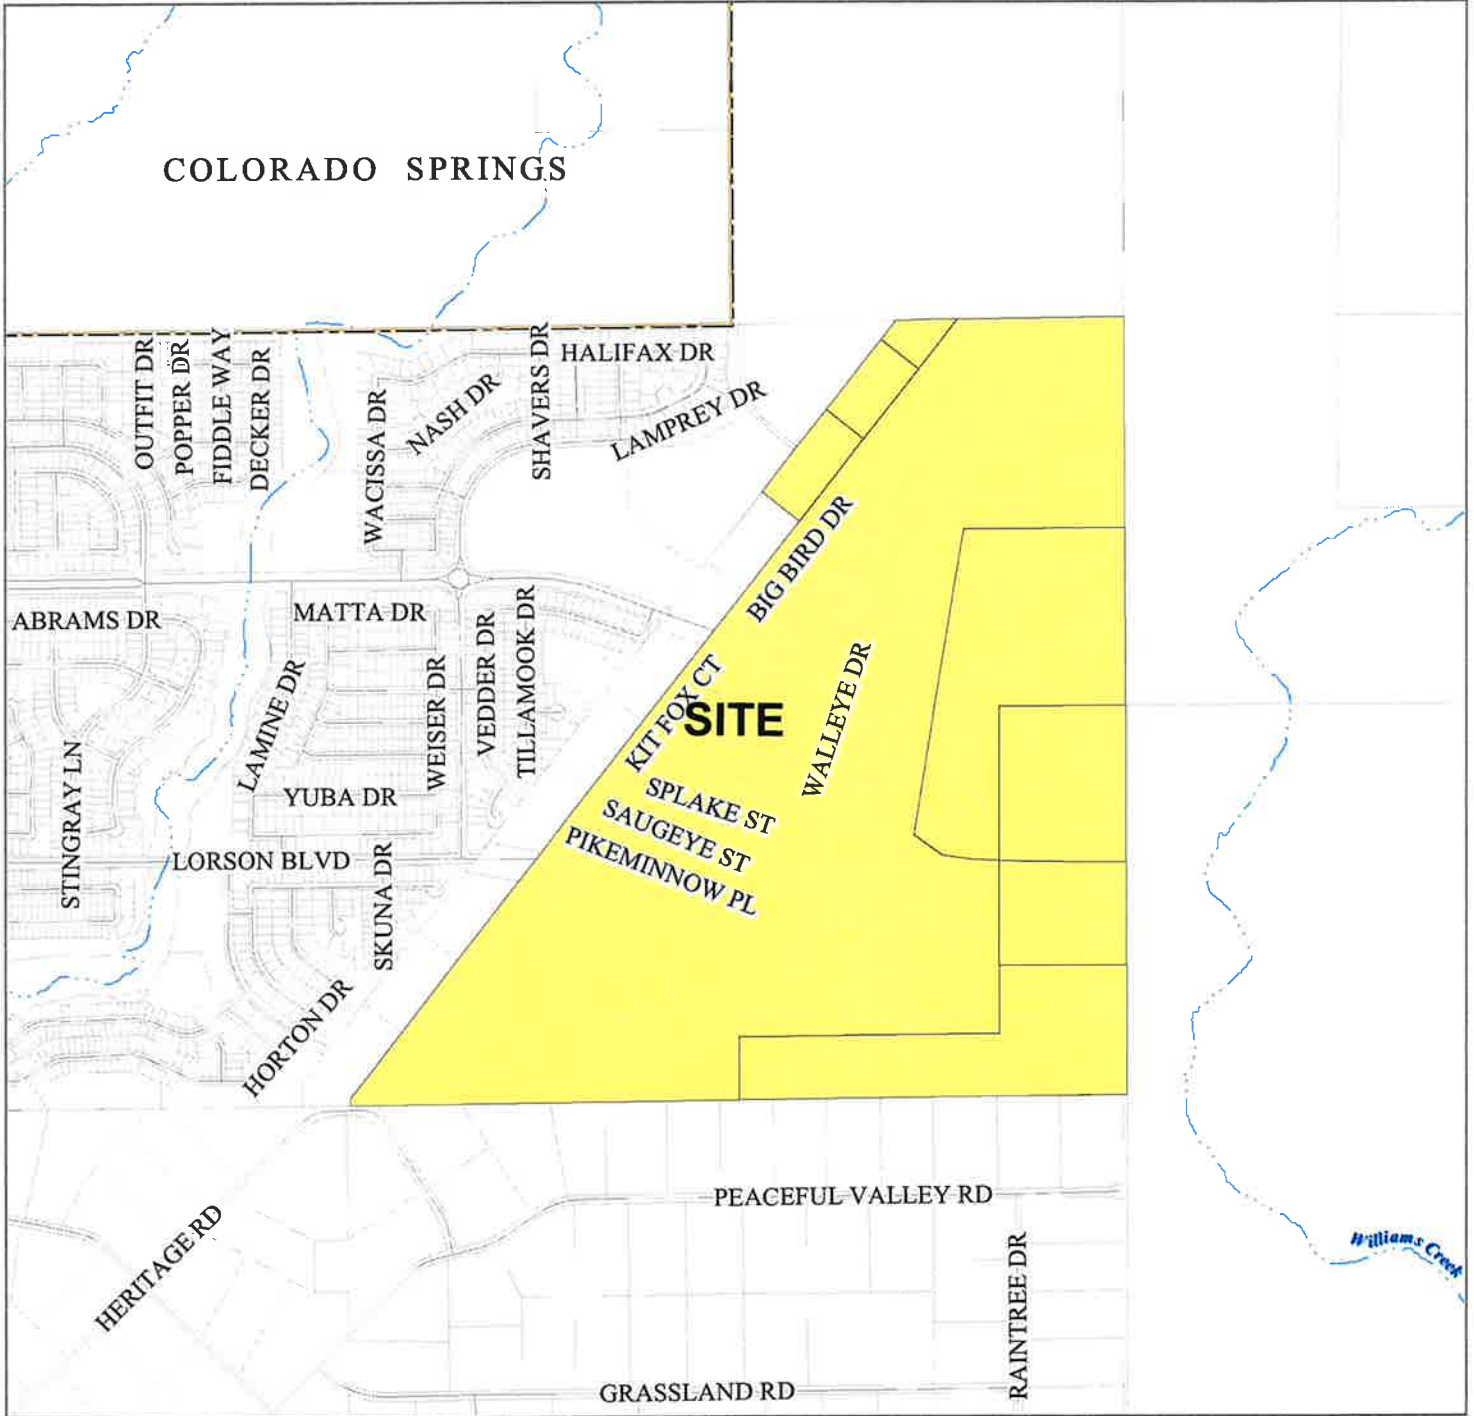 COLORADO SPRINGS
OUTFIT DR
POPPER DR
FIDDLE WAY
DECKER DR
WACISSA DR
NASH DR
SHAVERS DR
HALIFAX DR
LAMPREY DR
BIG BIRD DR
ABRAMS DR
MATTA DR
LAMINE DR
WEISER DR
VEDDER DR
TILLAMOOK DR
KIT FOX CT
SITE
WALLEYE DR
STINGRAY LN
YUBA DR
SPLAKE ST
SAUGEYE ST
PIKEMINNOW PL
LORSON BLVD
SKUNA DR
HORTON DR
PEACEFUL VALLEY RD
HERITAGE RD
RAINTREE DR
Williams Creek
GRASSLAND RD